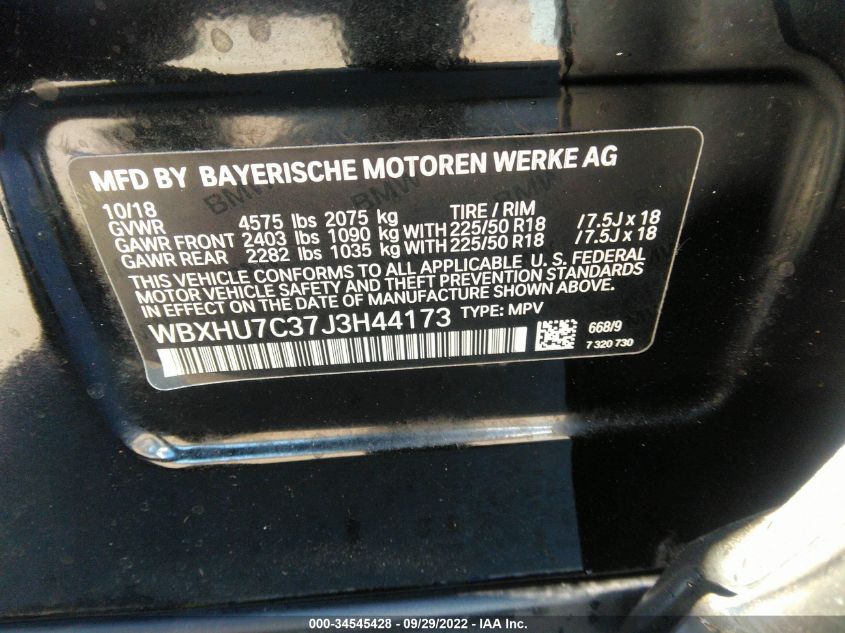 MFD BY BAYERISCHE MOTOREN WERKE AG
10/18 TIRE / RIM
GVWR 4575 lbs 2075 kg
GAWR FRONT 2403 lbs 1090 kg WITH 225/50 R18 /7.5J x 18
GAWR REAR 2282 lbs 1035 kg WITH 225/50 R18 /7.5J x 18
THIS VEHICLE CONFORMS TO ALL APPLICABLE U. S. FEDERAL
MOTOR VEHICLE SAFETY AND THEFT PREVENTION STANDARDS
IN EFFECT ON THE DATE OF MANUFACTURE SHOWN ABOVE.
WBXHU7C37J3H44173 TYPE: MPV
668/9
7 320 730
000-34545428 - 09/29/2022 - IAA Inc.